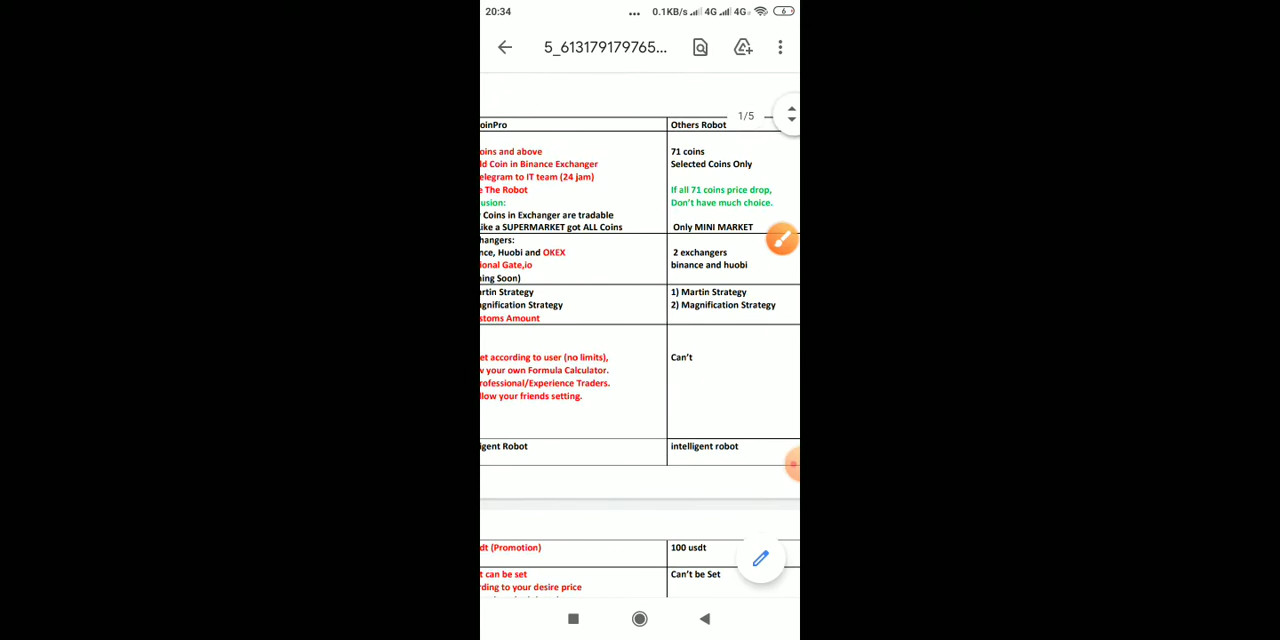 20:34
... 0.1KB/s 4G 4G 6
5_613179179765...
1/5
oinPro Others Robot
oins and above 71 coins
ld Coin in Binance Exchanger Selected Coins Only
elegram to IT team (24 jam)
e The Robot If all 71 coins price drop,
usion: Don't have much choice.
r Coins in Exchanger are tradable
ike a SUPERMARKET got ALL Coins Only MINI MARKET
hangers:
nce, Huobi and OKEX 2 exchangers
ional Gate,io binance and huobi
ning Soon)
artin Strategy 1) Martin Strategy
agnification Strategy 2) Magnification Strategy
stoms Amount
et according to user (no limits), Can't
w your own Formula Calculator.
rofessional/Experience Traders.
llow your friends setting.
igent Robot intelligent robot
dt (Promotion) 100 usdt
t can be set Can't be Set
rding to your desire price